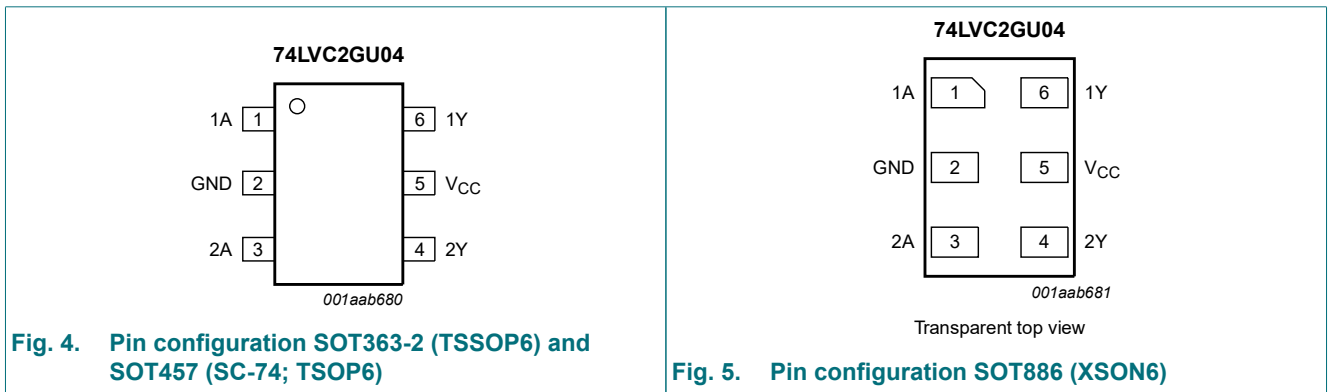 74LVC2GU04
1A 1 6 1Y
GND 2 5 VCC
2A 3 4 2Y
001aab680
Fig. 4. Pin configuration SOT363-2 (TSSOP6) and
SOT457 (SC-74; TSOP6)
74LVC2GU04
1A 1 6 1Y
GND 2 5 VCC
2A 3 4 2Y
001aab681
Transparent top view
Fig. 5. Pin configuration SOT886 (XSON6)